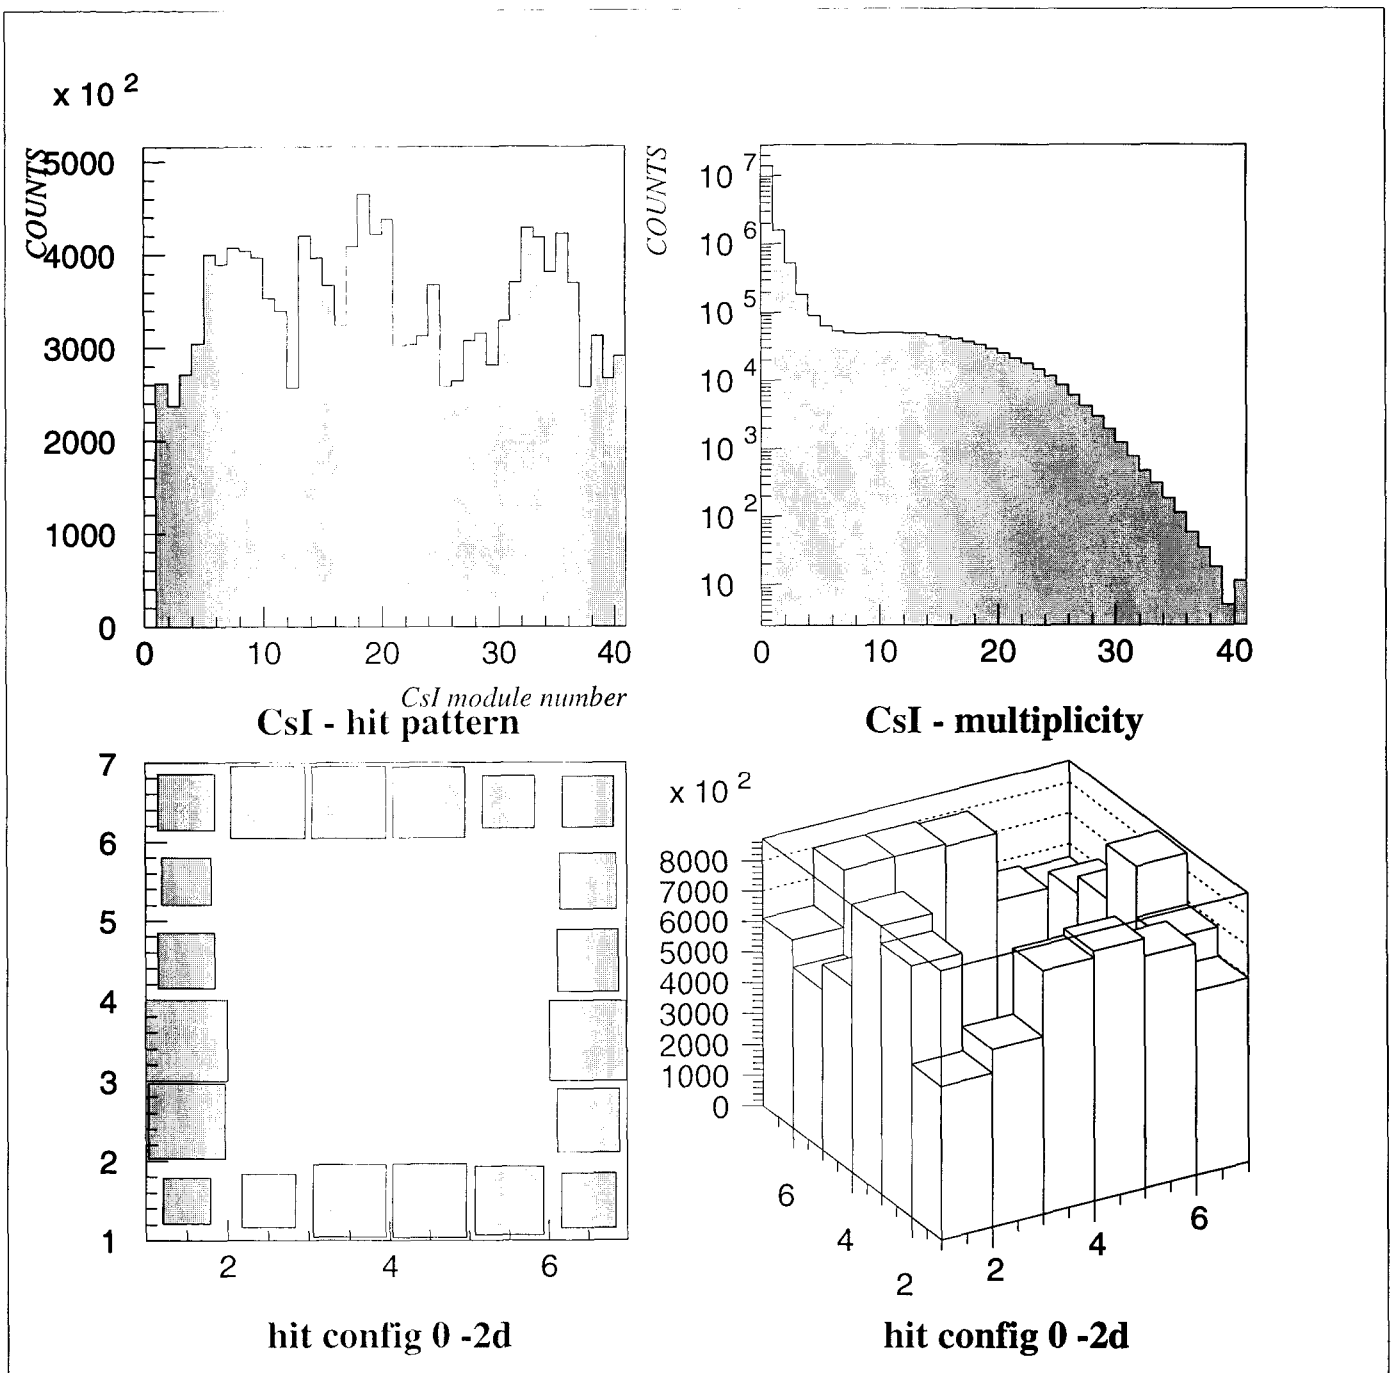 x 10 2
COUNTS
5000
4000
3000
2000
1000
0
0 10 20 30 40
CsI module number
CsI - hit pattern
COUNTS
10 7
10 6
10 5
10 4
10 3
10 2
10
0 10 20 30 40
CsI - multiplicity
7
6
5
4
3
2
1
2 4 6
hit config 0 -2d
x 10 2
8000
7000
6000
5000
4000
3000
2000
1000
0
6
4
2
2
4
6
hit config 0 -2d